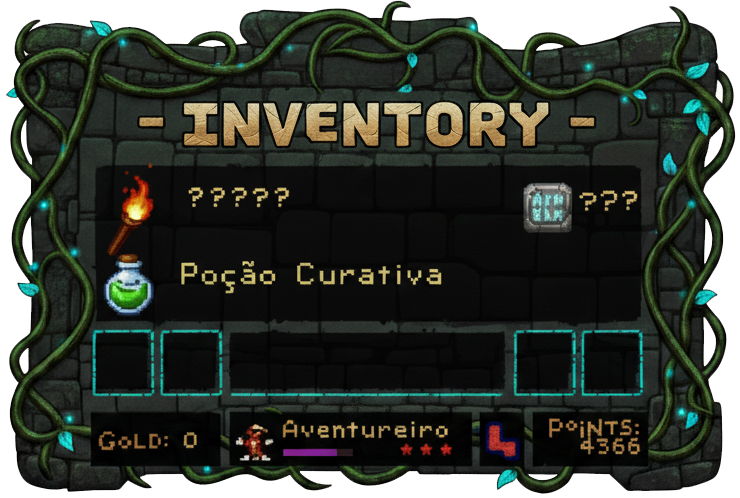 - INVENTORY -
????? ???
Poção Curativa
GOLD: 0
Aventureiro
POINTS:
4366